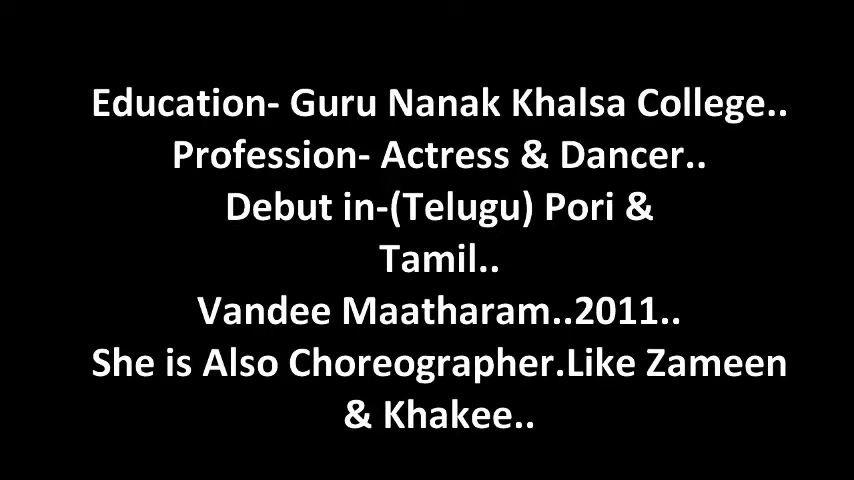 Education- Guru Nanak Khalsa College..
Profession- Actress & Dancer..
Debut in-(Telugu) Pori &
Tamil..
Vandee Maatharam..2011..
She is Also Choreographer.Like Zameen
& Khakee..